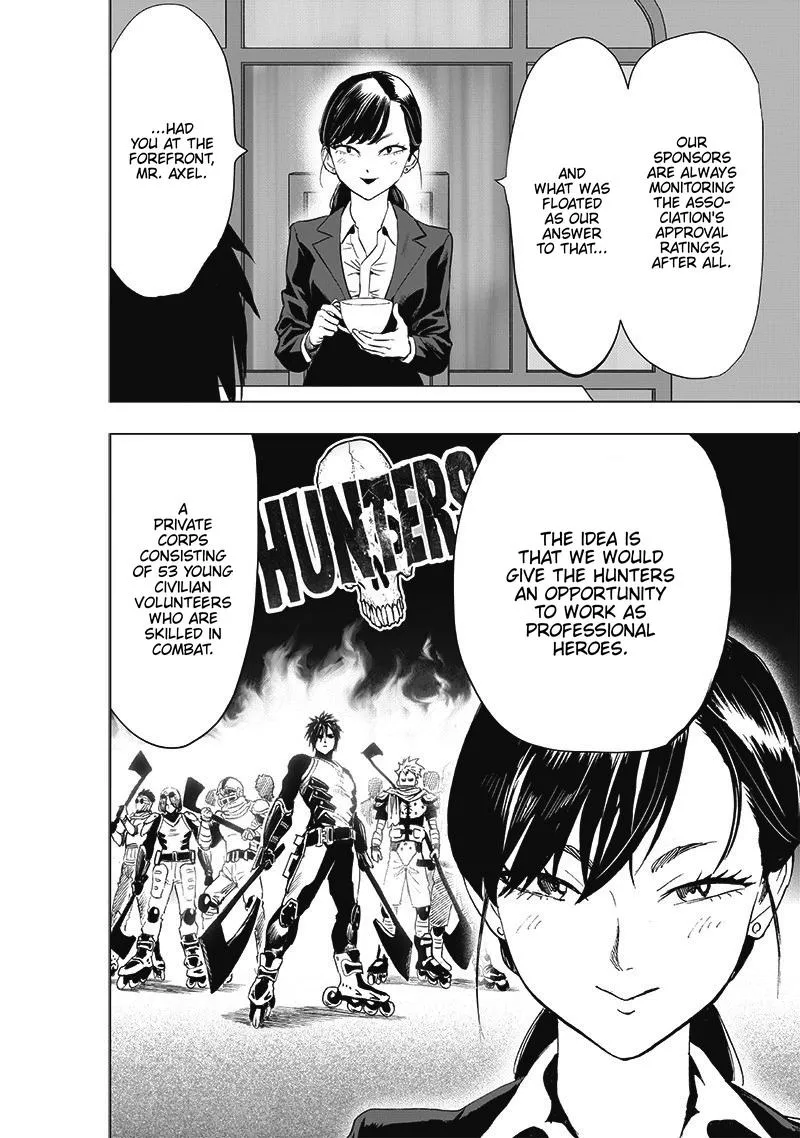 OUR
SPONSORS
ARE ALWAYS
MONITORING
THE ASSO-
CIATION'S
APPROVAL
RATINGS,
AFTER ALL.
AND
WHAT WAS
FLOATED
AS OUR
ANSWER
TO THAT...
...HAD
YOU AT THE
FOREFRONT,
MR. AXEL.
THE IDEA IS
THAT WE WOULD
GIVE THE HUNTERS
AN OPPORTUNITY
TO WORK AS
PROFESSIONAL
HEROES.
HUNTERS
A
PRIVATE
CORPS
CONSISTING
OF 53 YOUNG
CIVILIAN
VOLUNTEERS
WHO ARE
SKILLED IN
COMBAT.